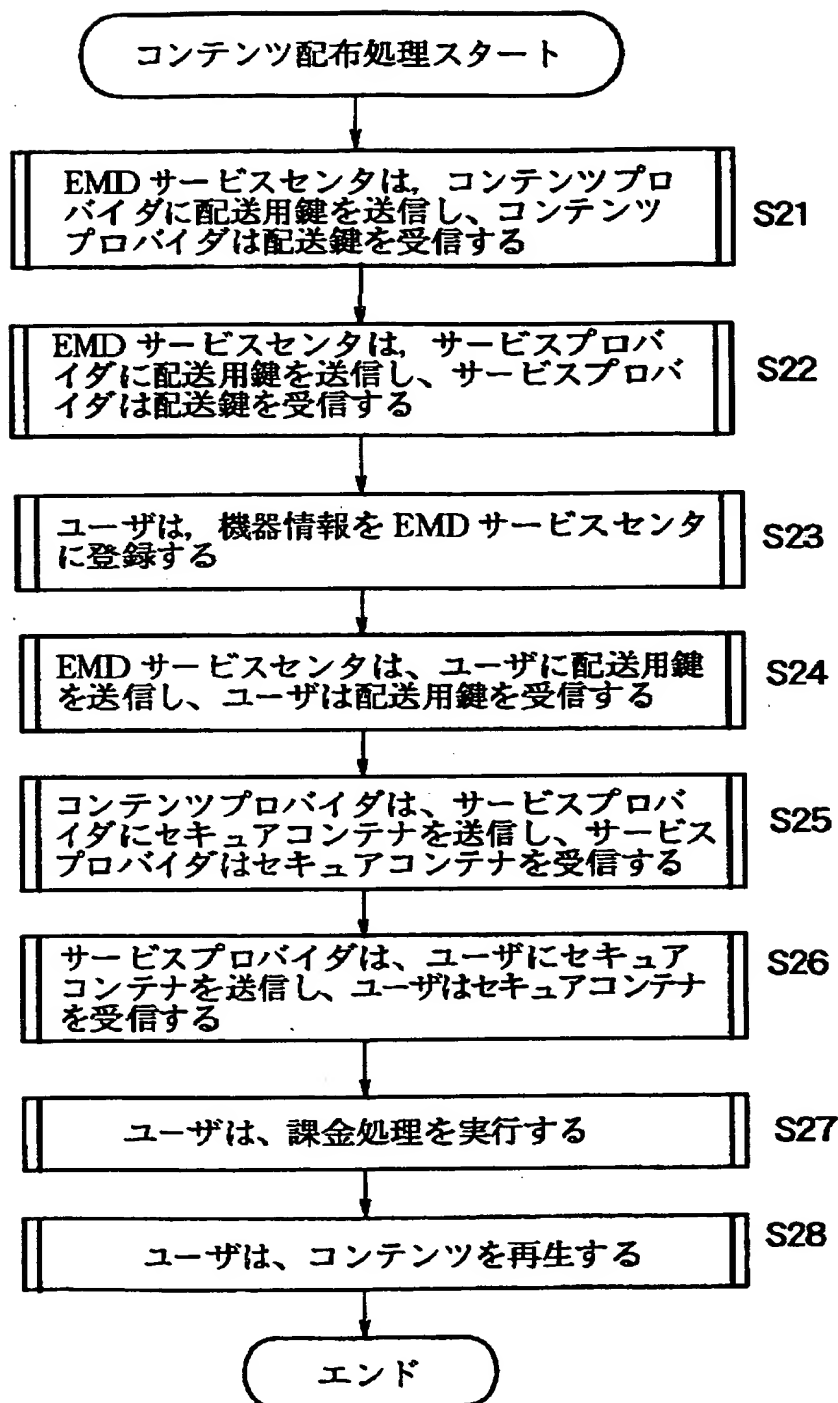 コンテンツ配布処理スタート
EMD サービスセンタは，コンテンツプロ
バイダに配送用鍵を送信し、コンテンツ
プロバイダは配送鍵を受信する
S21
EMD サービスセンタは，サービスプロバ
イダに配送用鍵を送信し、サービスプロバ
イダは配送鍵を受信する
S22
ユーザは，機器情報を EMD サービスセンタ
に登録する
S23
EMD サービスセンタは、ユーザに配送用鍵
を送信し、ユーザは配送用鍵を受信する
S24
コンテンツプロバイダは、サービスプロバ
イダにセキュアコンテナを送信し、サービス
プロバイダはセキュアコンテナを受信する
S25
サービスプロバイダは、ユーザにセキュア
コンテナを送信し、ユーザはセキュアコンテナ
を受信する
S26
ユーザは、課金処理を実行する
S27
ユーザは、コンテンツを再生する
S28
エンド